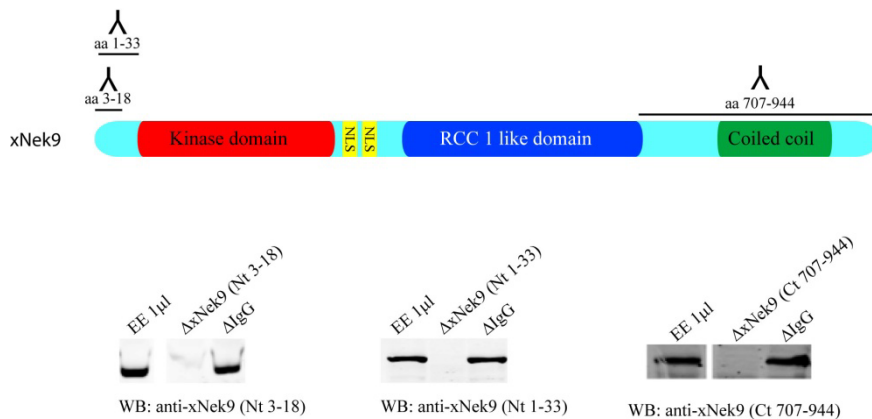 aa 1-33
aa 3-18
aa 707-944
xNek9
Kinase domain
NLS
NLS
RCC 1 like domain
Coiled coil
EE 1µl
ΔxNek9 (Nt 3-18)
ΔIgG
WB: anti-xNek9 (Nt 3-18)
EE 1µl
ΔxNek9 (Nt 1-33)
ΔIgG
WB: anti-xNek9 (Nt 1-33)
EE 1µl
ΔxNek9 (Ct 707-944)
ΔIgG
WB: anti-xNek9 (Ct 707-944)